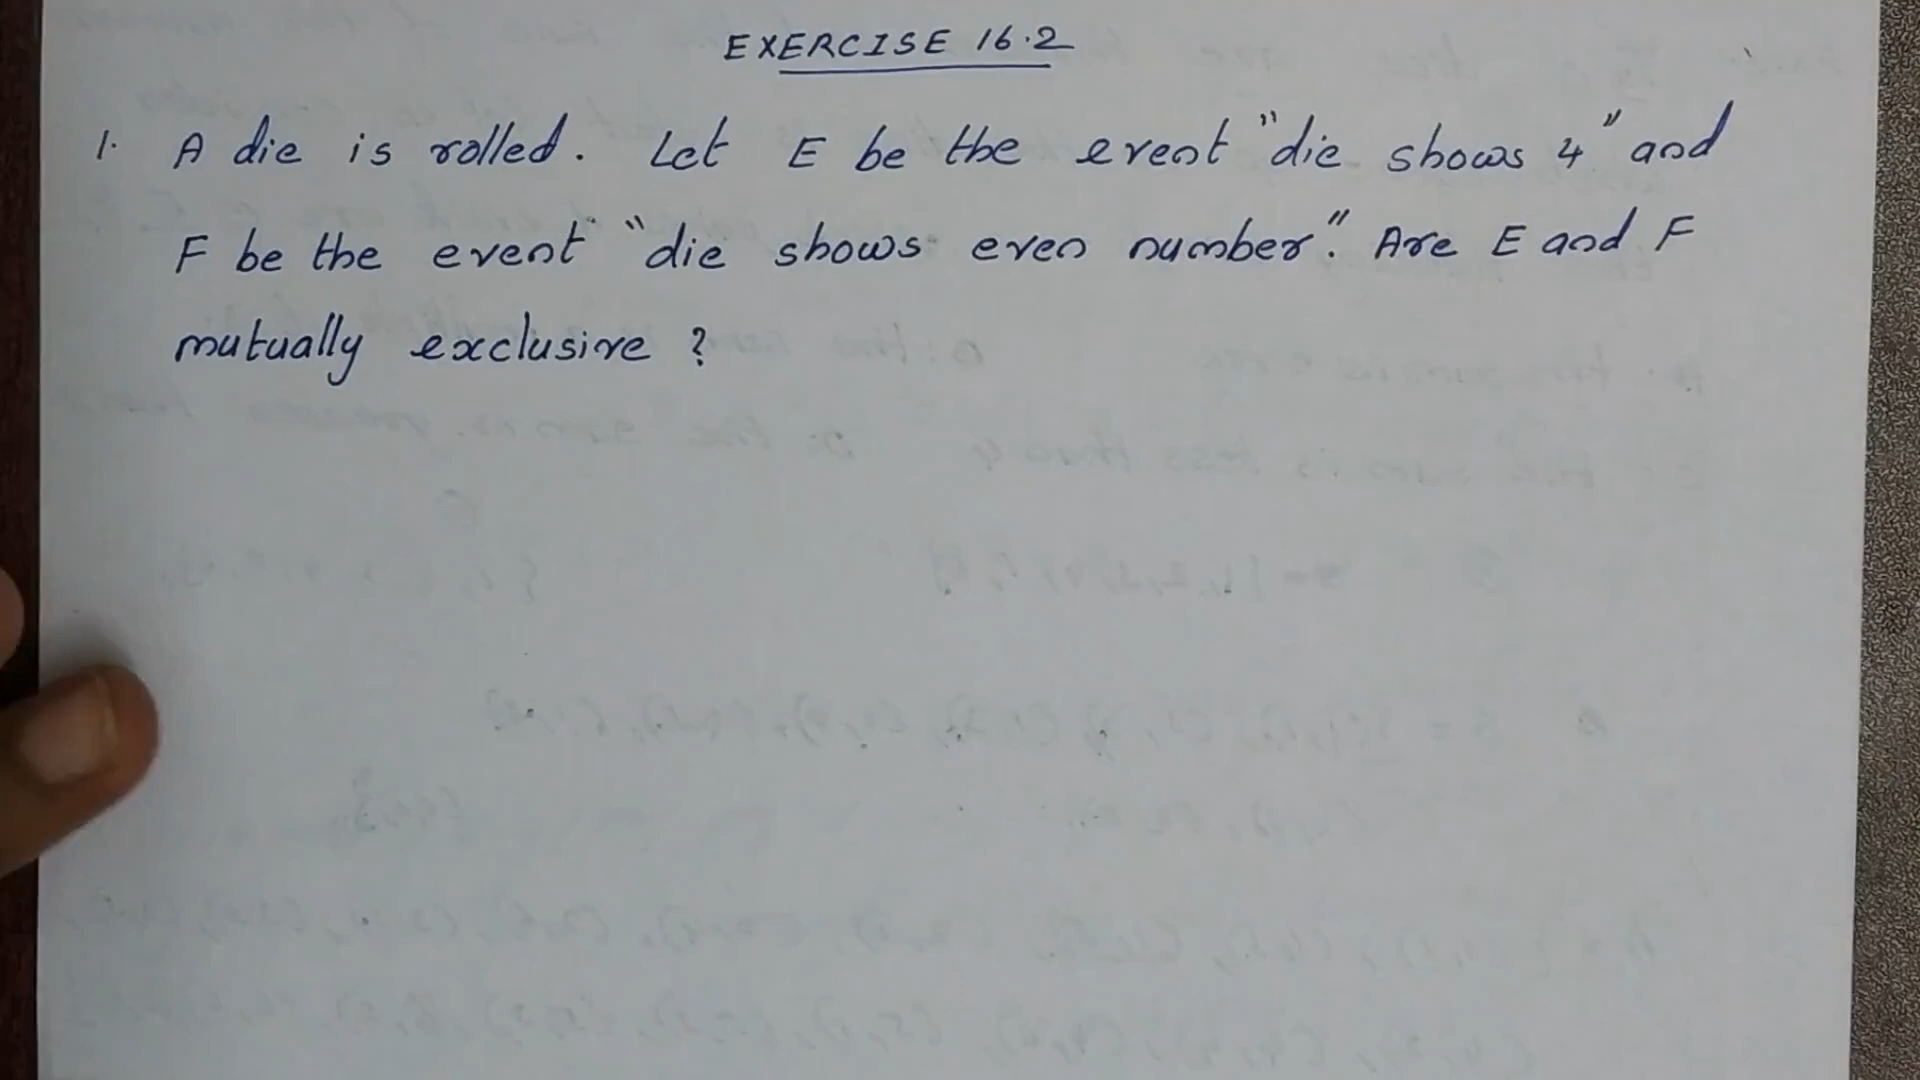 EXERCISE 16.2
1. A die is rolled. Let E be the event "die shows 4" and
F be the event "die shows even number". Are E and F
mutually exclusive ?